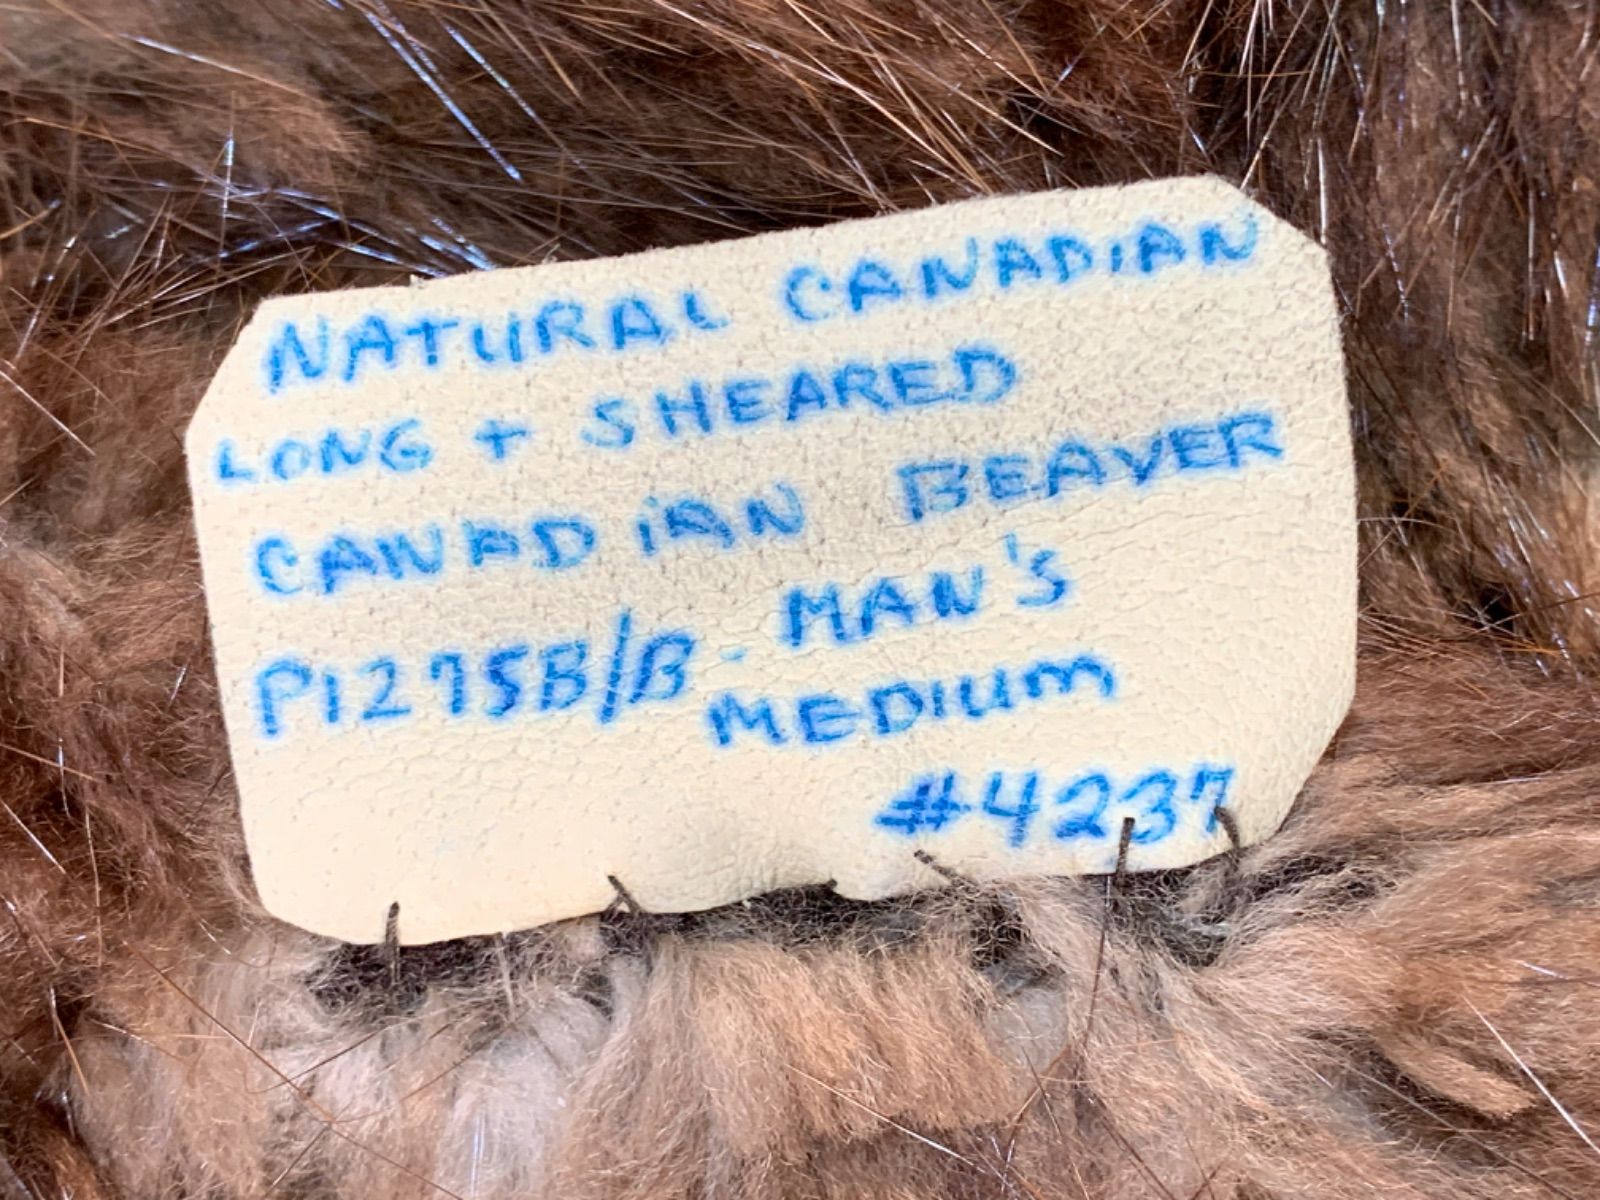 NATURAL CANADIAN
LONG + SHEARED
CANADIAN BEAVER
P1275B/B - MAN'S
MEDIUM
#4237